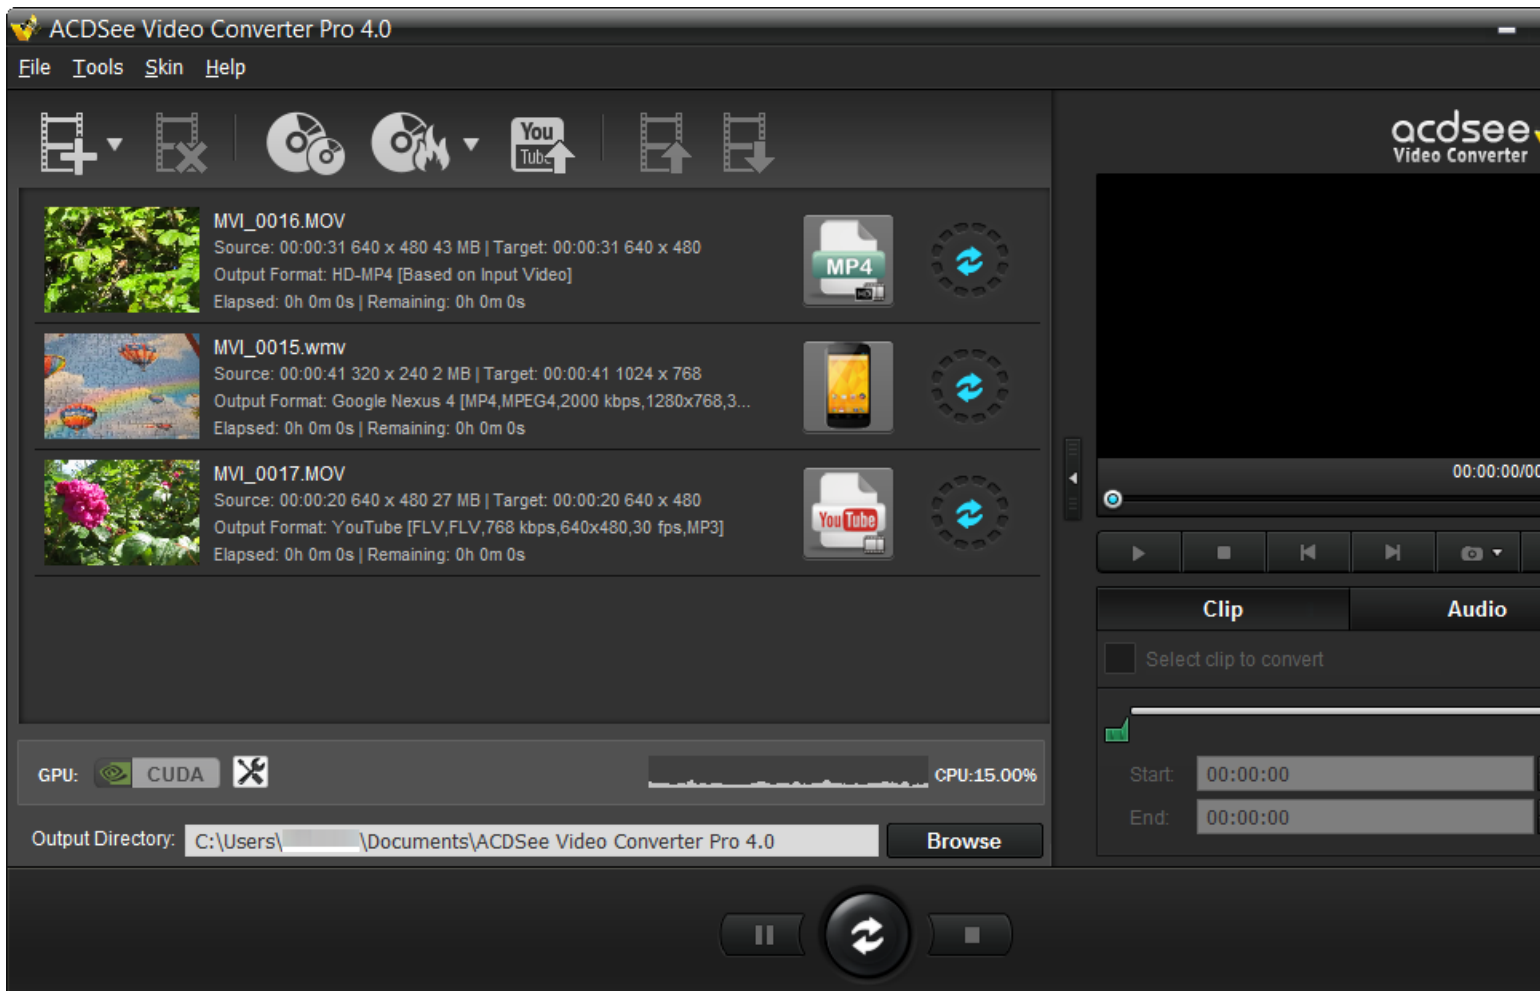 ACDSee Video Converter Pro 4.0
File Tools Skin Help
You
Tube
acdsee
Video Converter
MVI_0016.MOV
Source: 00:00:31 640 x 480 43 MB | Target: 00:00:31 640 x 480
Output Format: HD-MP4 [Based on Input Video]
Elapsed: 0h 0m 0s | Remaining: 0h 0m 0s
MP4
HD
MVI_0015.wmv
Source: 00:00:41 320 x 240 2 MB | Target: 00:00:41 1024 x 768
Output Format: Google Nexus 4 [MP4,MPEG4,2000 kbps,1280x768,3...
Elapsed: 0h 0m 0s | Remaining: 0h 0m 0s
MVI_0017.MOV
Source: 00:00:20 640 x 480 27 MB | Target: 00:00:20 640 x 480
Output Format: YouTube [FLV,FLV,768 kbps,640x480,30 fps,MP3]
Elapsed: 0h 0m 0s | Remaining: 0h 0m 0s
You Tube
00:00:00/00
Clip Audio
Select clip to convert
Start: 00:00:00
End: 00:00:00
GPU: CUDA CPU:15.00%
Output Directory: C:\Users\ \Documents\ACDSee Video Converter Pro 4.0 Browse